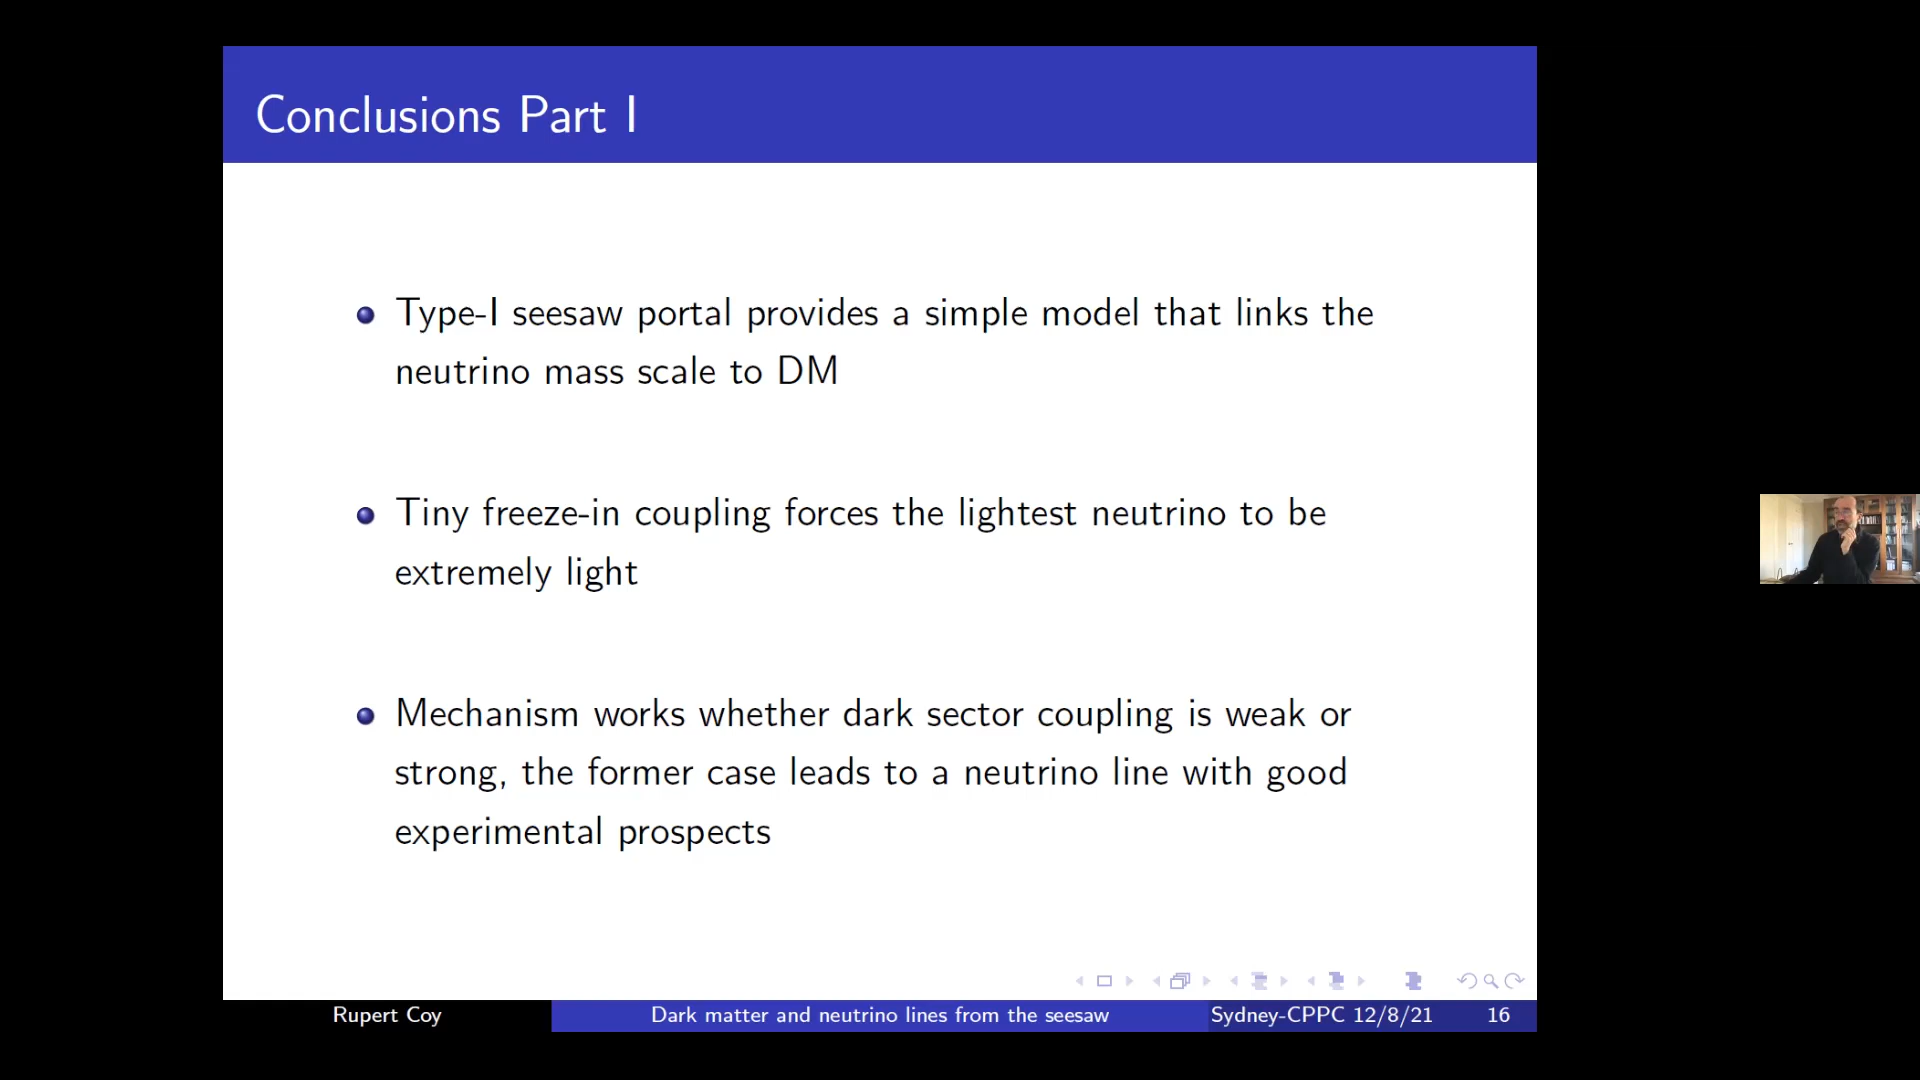 Conclusions Part I
Type-I seesaw portal provides a simple model that links the
neutrino mass scale to DM
Tiny freeze-in coupling forces the lightest neutrino to be
extremely light
Mechanism works whether dark sector coupling is weak or
strong, the former case leads to a neutrino line with good
experimental prospects
Rupert Coy
Dark matter and neutrino lines from the seesaw
Sydney-CPPC 12/8/21
16